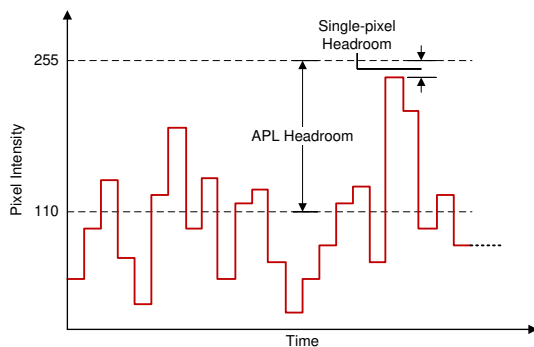 Single-pixel
Headroom
255
APL Headroom
110
Pixel Intensity
Time